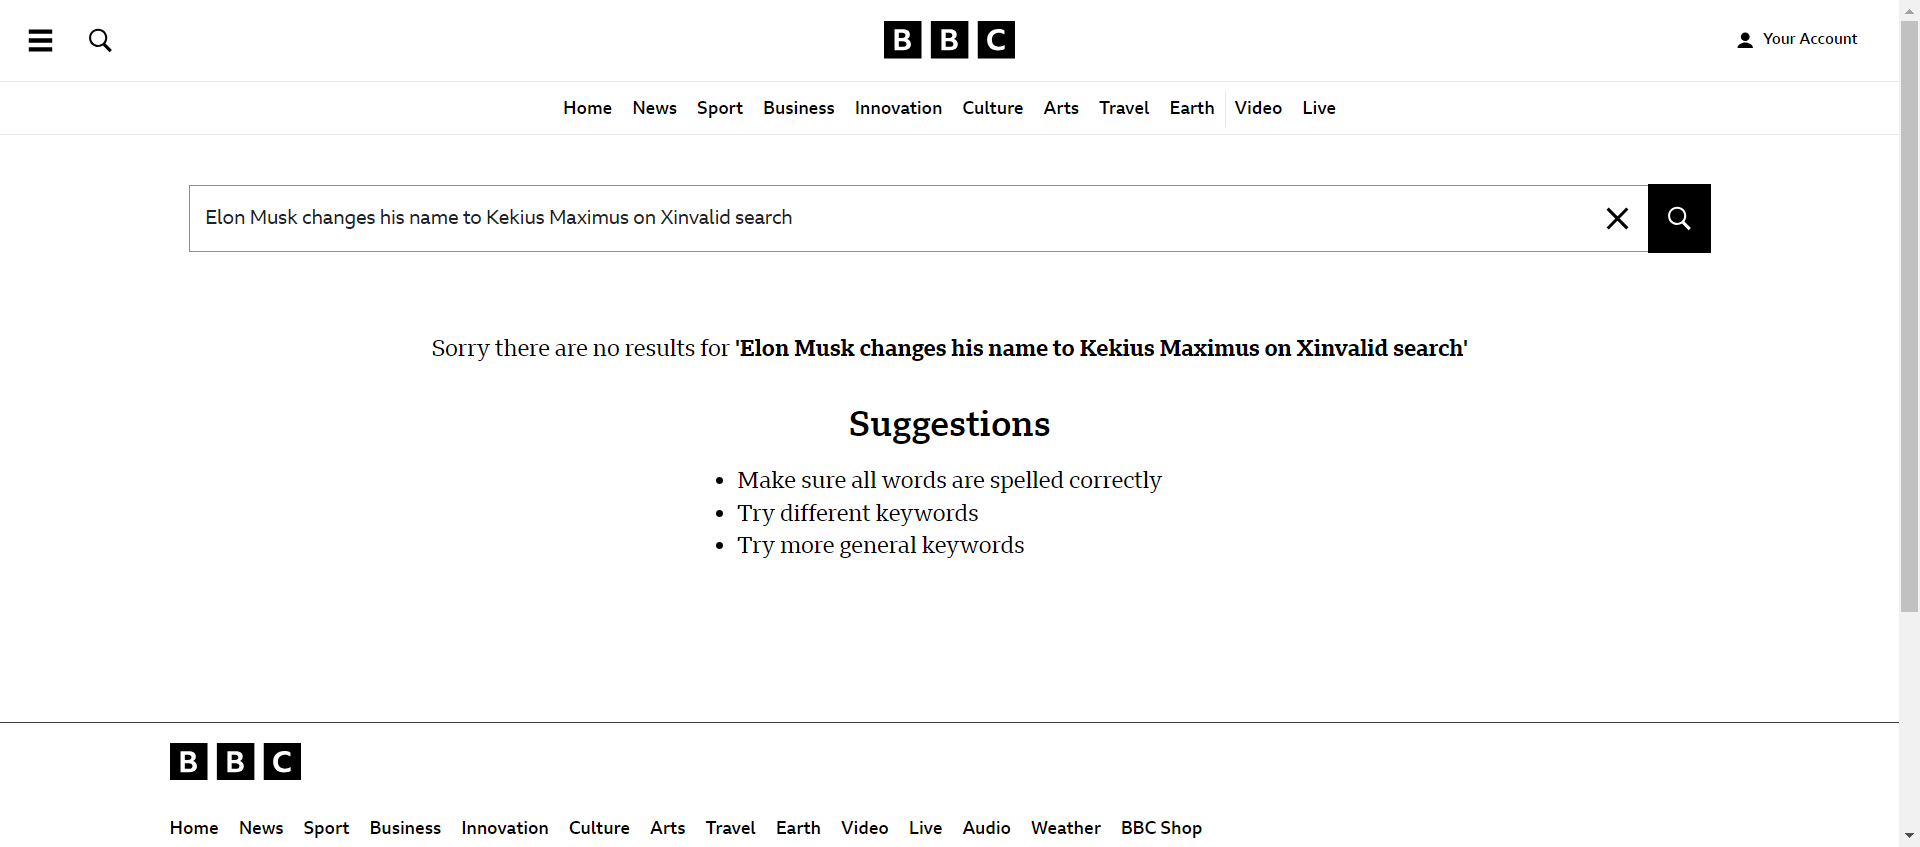 BBC
Your Account
Home News Sport Business Innovation Culture Arts Travel Earth Video Live
Elon Musk changes his name to Kekius Maximus on Xinvalid search
Sorry there are no results for 'Elon Musk changes his name to Kekius Maximus on Xinvalid search'
Suggestions
• Make sure all words are spelled correctly
• Try different keywords
• Try more general keywords
BBC
Home News Sport Business Innovation Culture Arts Travel Earth Video Live Audio Weather BBC Shop